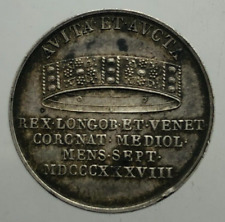 AVITA ET AVCTA
REX LONGOB·ET VENET
CORONAT MEDIOL·
MENS·SEPT·
MDCCCXXXVIII